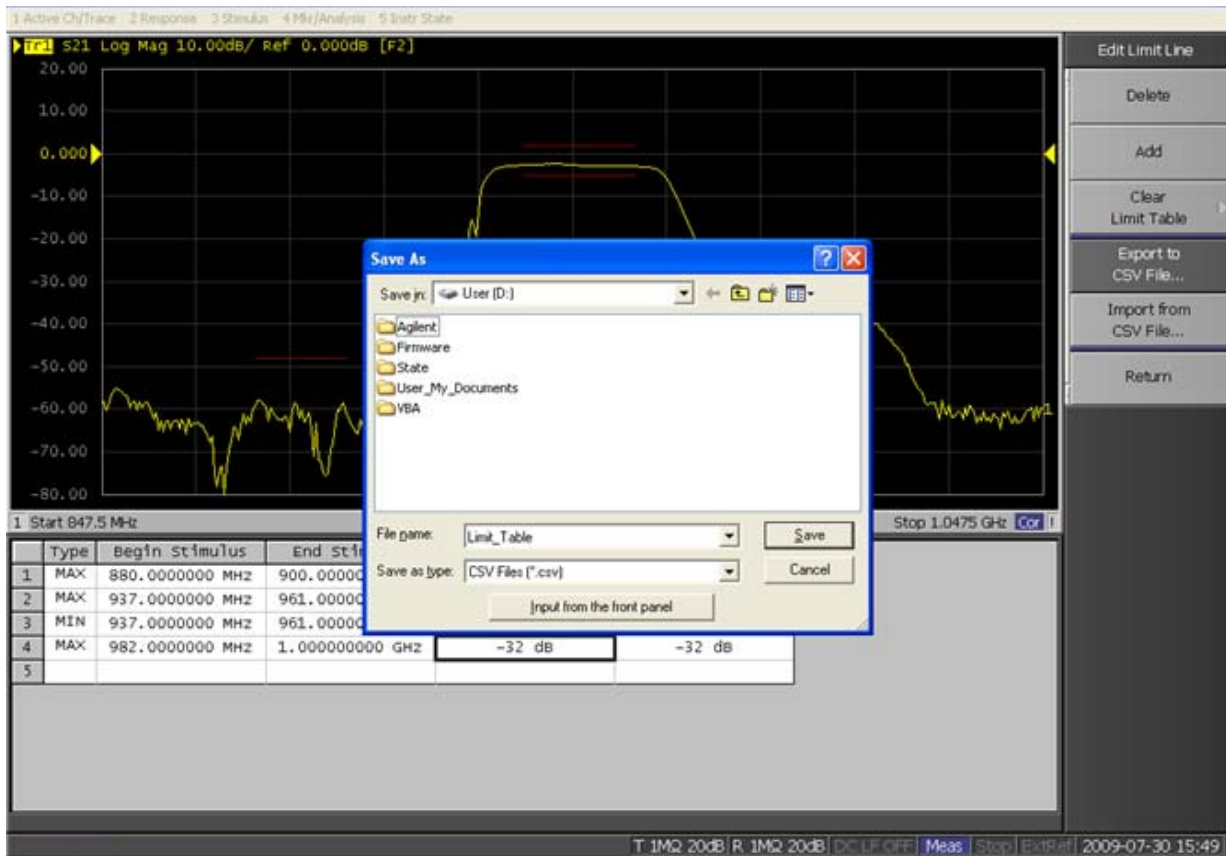 1 Active Ch/Trace 2 Response 3 Stimulus 4 Mkr/Analysis 5 Instr State
Tr1 S21 Log Mag 10.00dB/ Ref 0.000dB [F2]
20.00
10.00
0.000
-10.00
-20.00
-30.00
-40.00
-50.00
-60.00
-70.00
-80.00
1
1 Start 847.5 MHz
Stop 1.0475 GHz Cor !
Type Begin Stimulus End Sti
1 MAX 880.0000000 MHz 900.00000
2 MAX 937.0000000 MHz 961.00000
3 MIN 937.0000000 MHz 961.00000
4 MAX 982.0000000 MHz 1.000000000 GHz -32 dB -32 dB
5
Save As
Save in: User (D:)
Agilent
Firmware
State
User_My_Documents
VBA
File name: Limit_Table
Save
Save as type: CSV Files (*.csv)
Cancel
Input from the front panel
Edit Limit Line
Delete
Add
Clear
Limit Table
Export to
CSV File...
Import from
CSV File...
Return
T 1MΩ 20dB R 1MΩ 20dB DC LF OFF Meas Stop ExtRef 2009-07-30 15:49